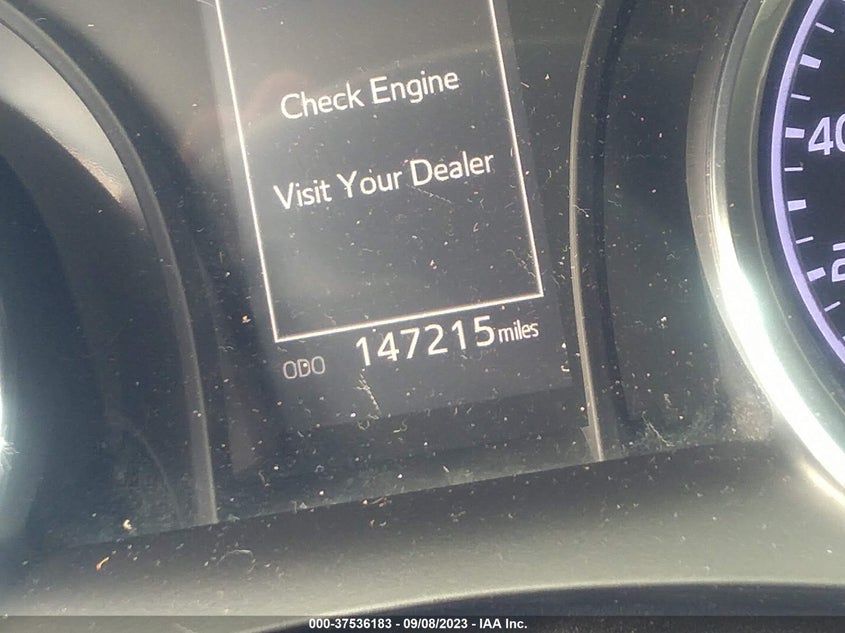 Check Engine
Visit Your Dealer
40
ODO 147215 miles
000-37536183 - 09/08/2023 - IAA Inc.